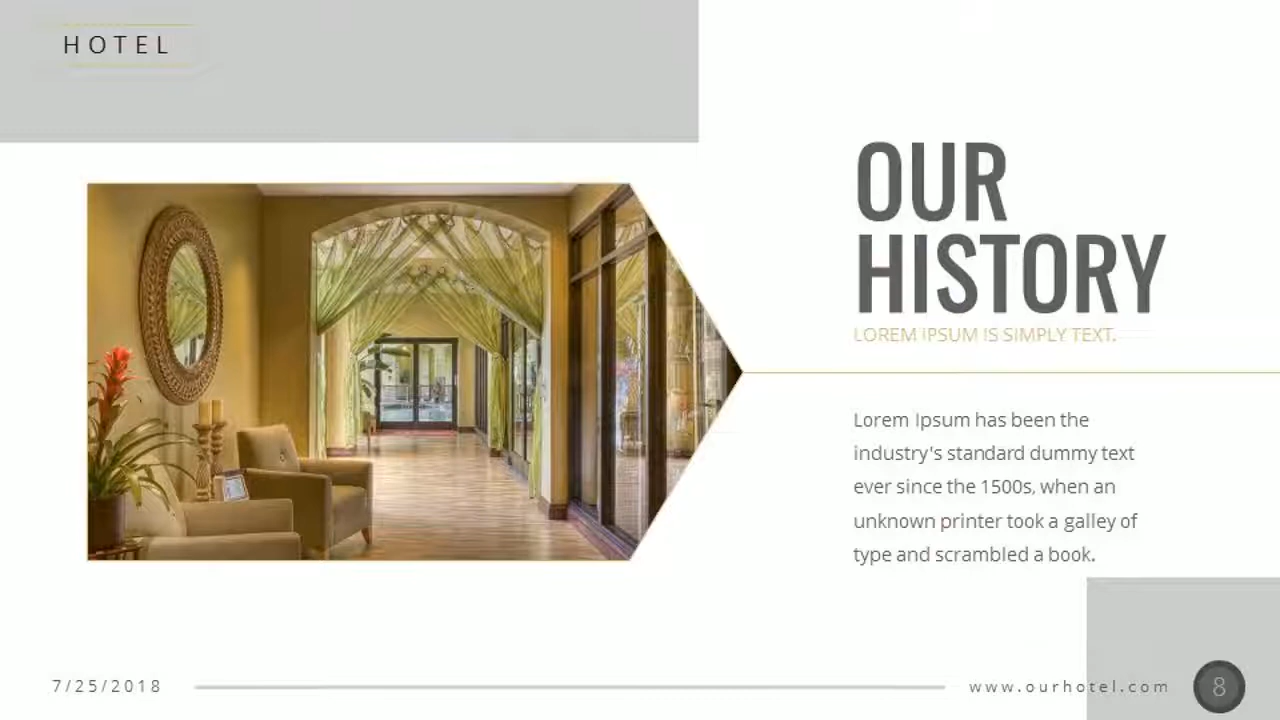 HOTEL
OUR
HISTORY
LOREM IPSUM IS SIMPLY TEXT.
Lorem Ipsum has been the
industry's standard dummy text
ever since the 1500s, when an
unknown printer took a galley of
type and scrambled a book.
7/25/2018
www.ourhotel.com
8